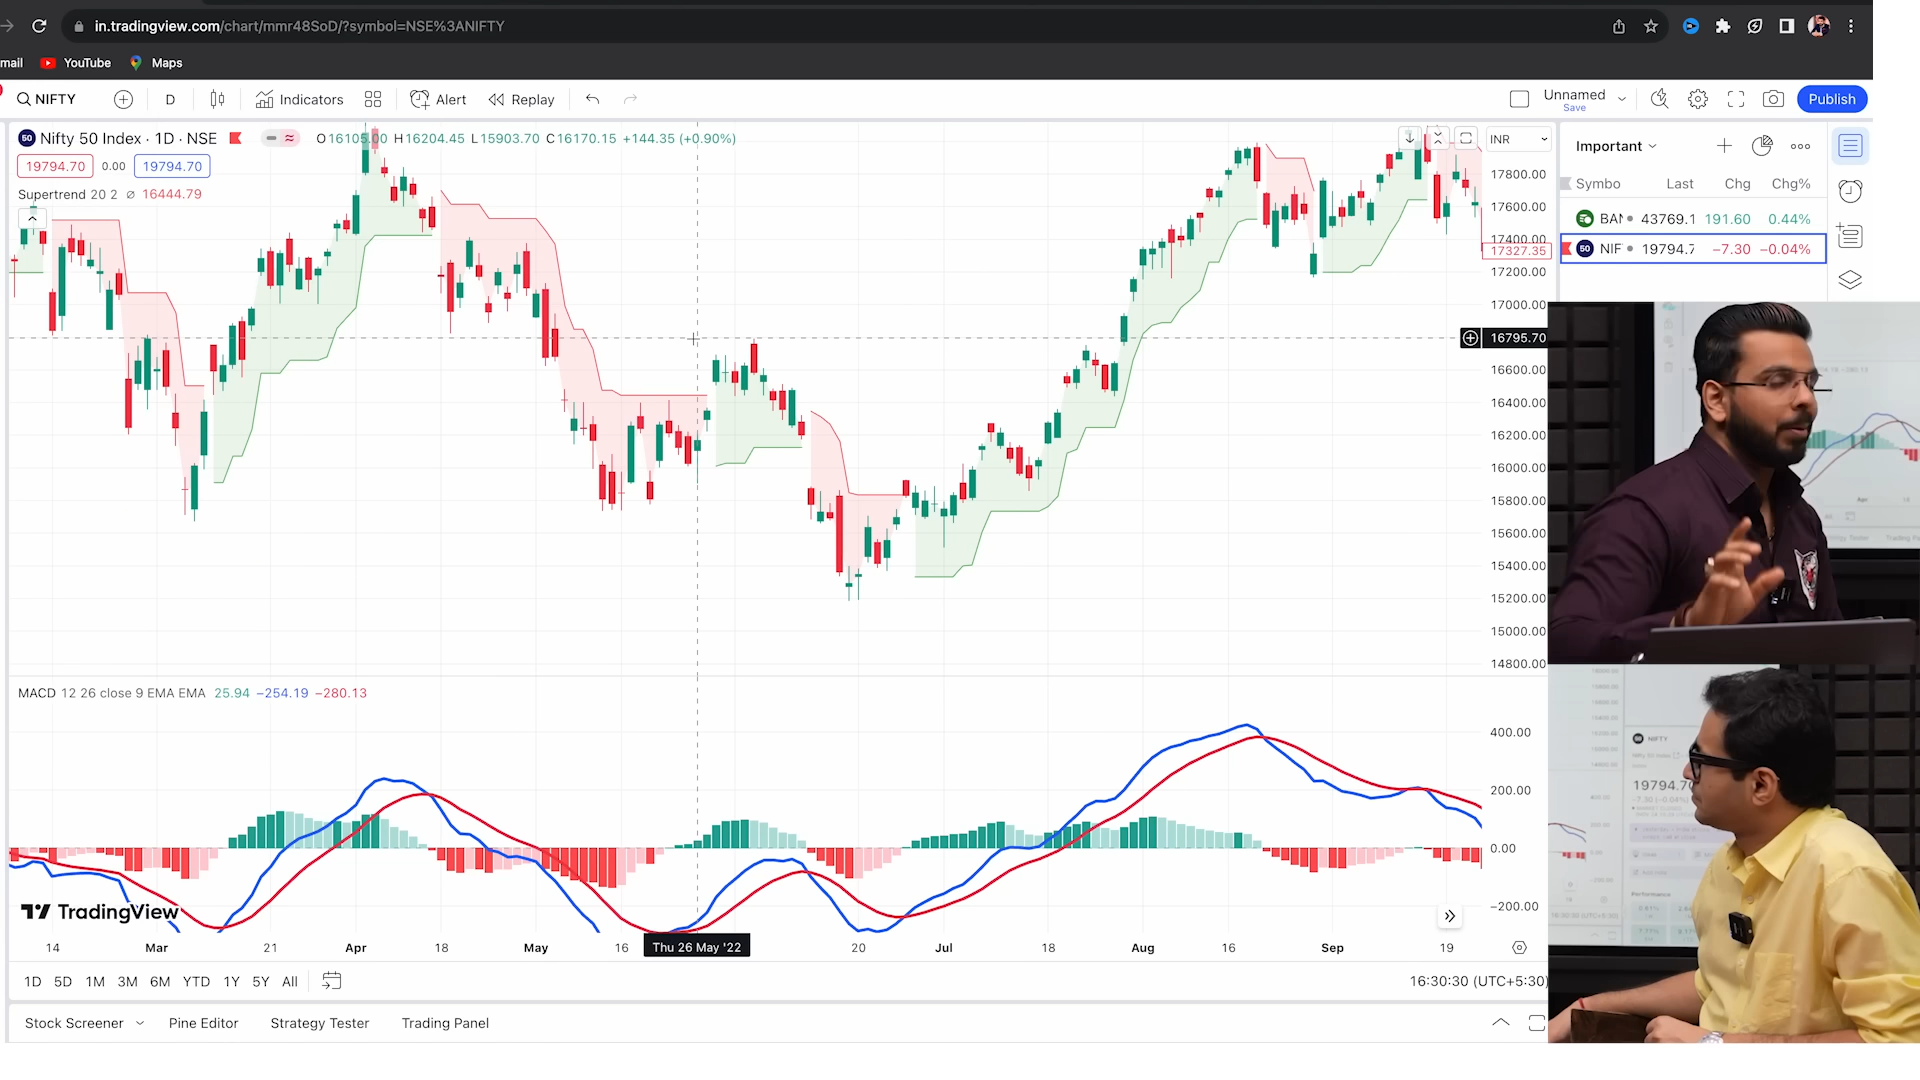 in.tradingview.com/chart/mmr48SoD/?symbol=NSE%3ANIFTY
mail YouTube Maps
NIFTY D Indicators Alert Replay Unnamed Save Publish
50 Nifty 50 Index · 1D · NSE O16105.00 H16204.45 L15903.70 C16170.15 +144.35 (+0.90%) INR
19794.70 0.00 19794.70
Supertrend 20 2 ø 16444.79
17800.00
17600.00
17400.00
17327.35
17200.00
17000.00
16795.70
16600.00
16400.00
16200.00
16000.00
15800.00
15600.00
15400.00
15200.00
15000.00
14800.00
Important
Symbo Last Chg Chg%
BAN 43769.1 191.60 0.44%
50 NIF 19794.7 −7.30 −0.04%
MACD 12 26 close 9 EMA EMA 25.94 −254.19 −280.13
400.00
200.00
0.00
−200.00
TradingView
14 Mar 21 Apr 18 May 16 Thu 26 May '22 20 Jul 18 Aug 16 Sep 19
1D 5D 1M 3M 6M YTD 1Y 5Y All 16:30:30 (UTC+5:30)
Stock Screener Pine Editor Strategy Tester Trading Panel
NIFTY
19794.70
Performance